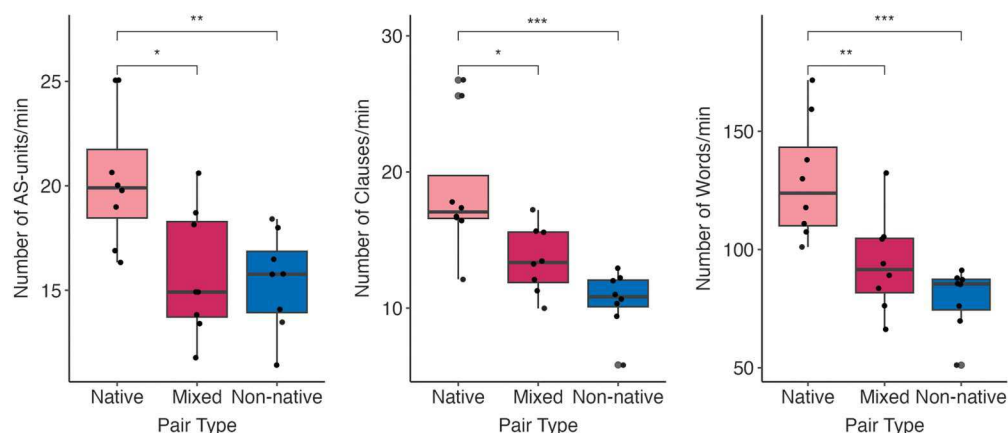 Number of AS-units/min
25
20
15
**
*
Native Mixed Non-native
Pair Type
Number of Clauses/min
30
20
10
***
*
Native Mixed Non-native
Pair Type
Number of Words/min
150
100
50
***
**
Native Mixed Non-native
Pair Type